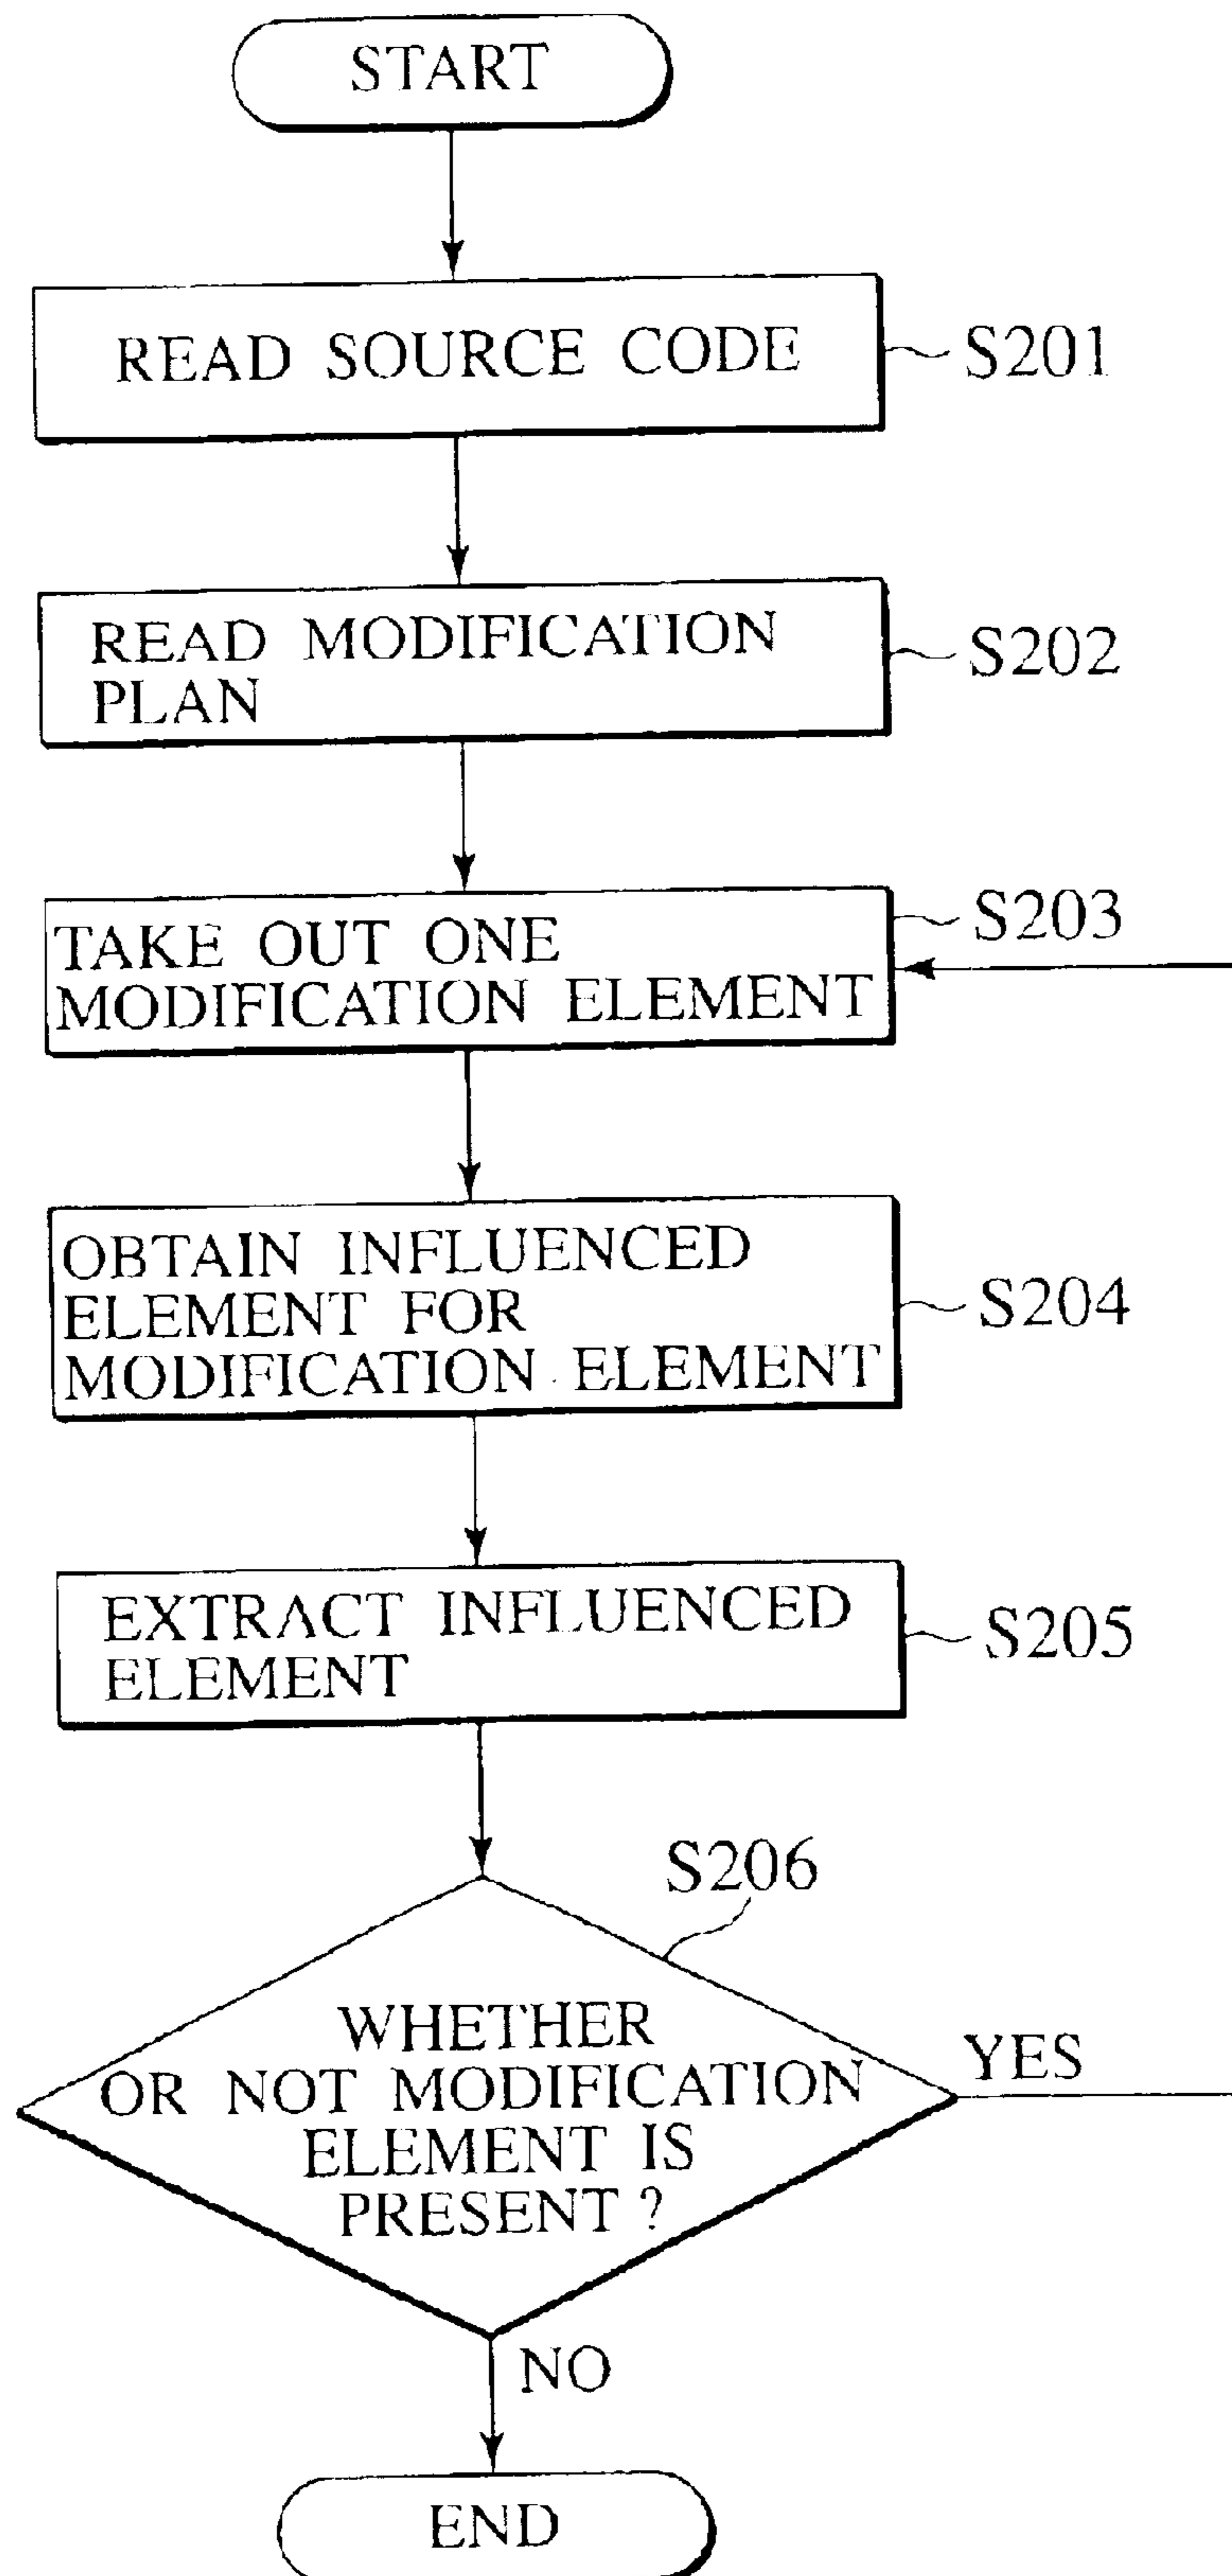 START
READ SOURCE CODE
S201
READ MODIFICATION
PLAN
S202
TAKE OUT ONE
MODIFICATION ELEMENT
S203
OBTAIN INFLUENCED
ELEMENT FOR
MODIFICATION ELEMENT
S204
EXTRACT INFLUENCED
ELEMENT
S205
S206
WHETHER
OR NOT MODIFICATION
ELEMENT IS
PRESENT ?
YES
NO
END